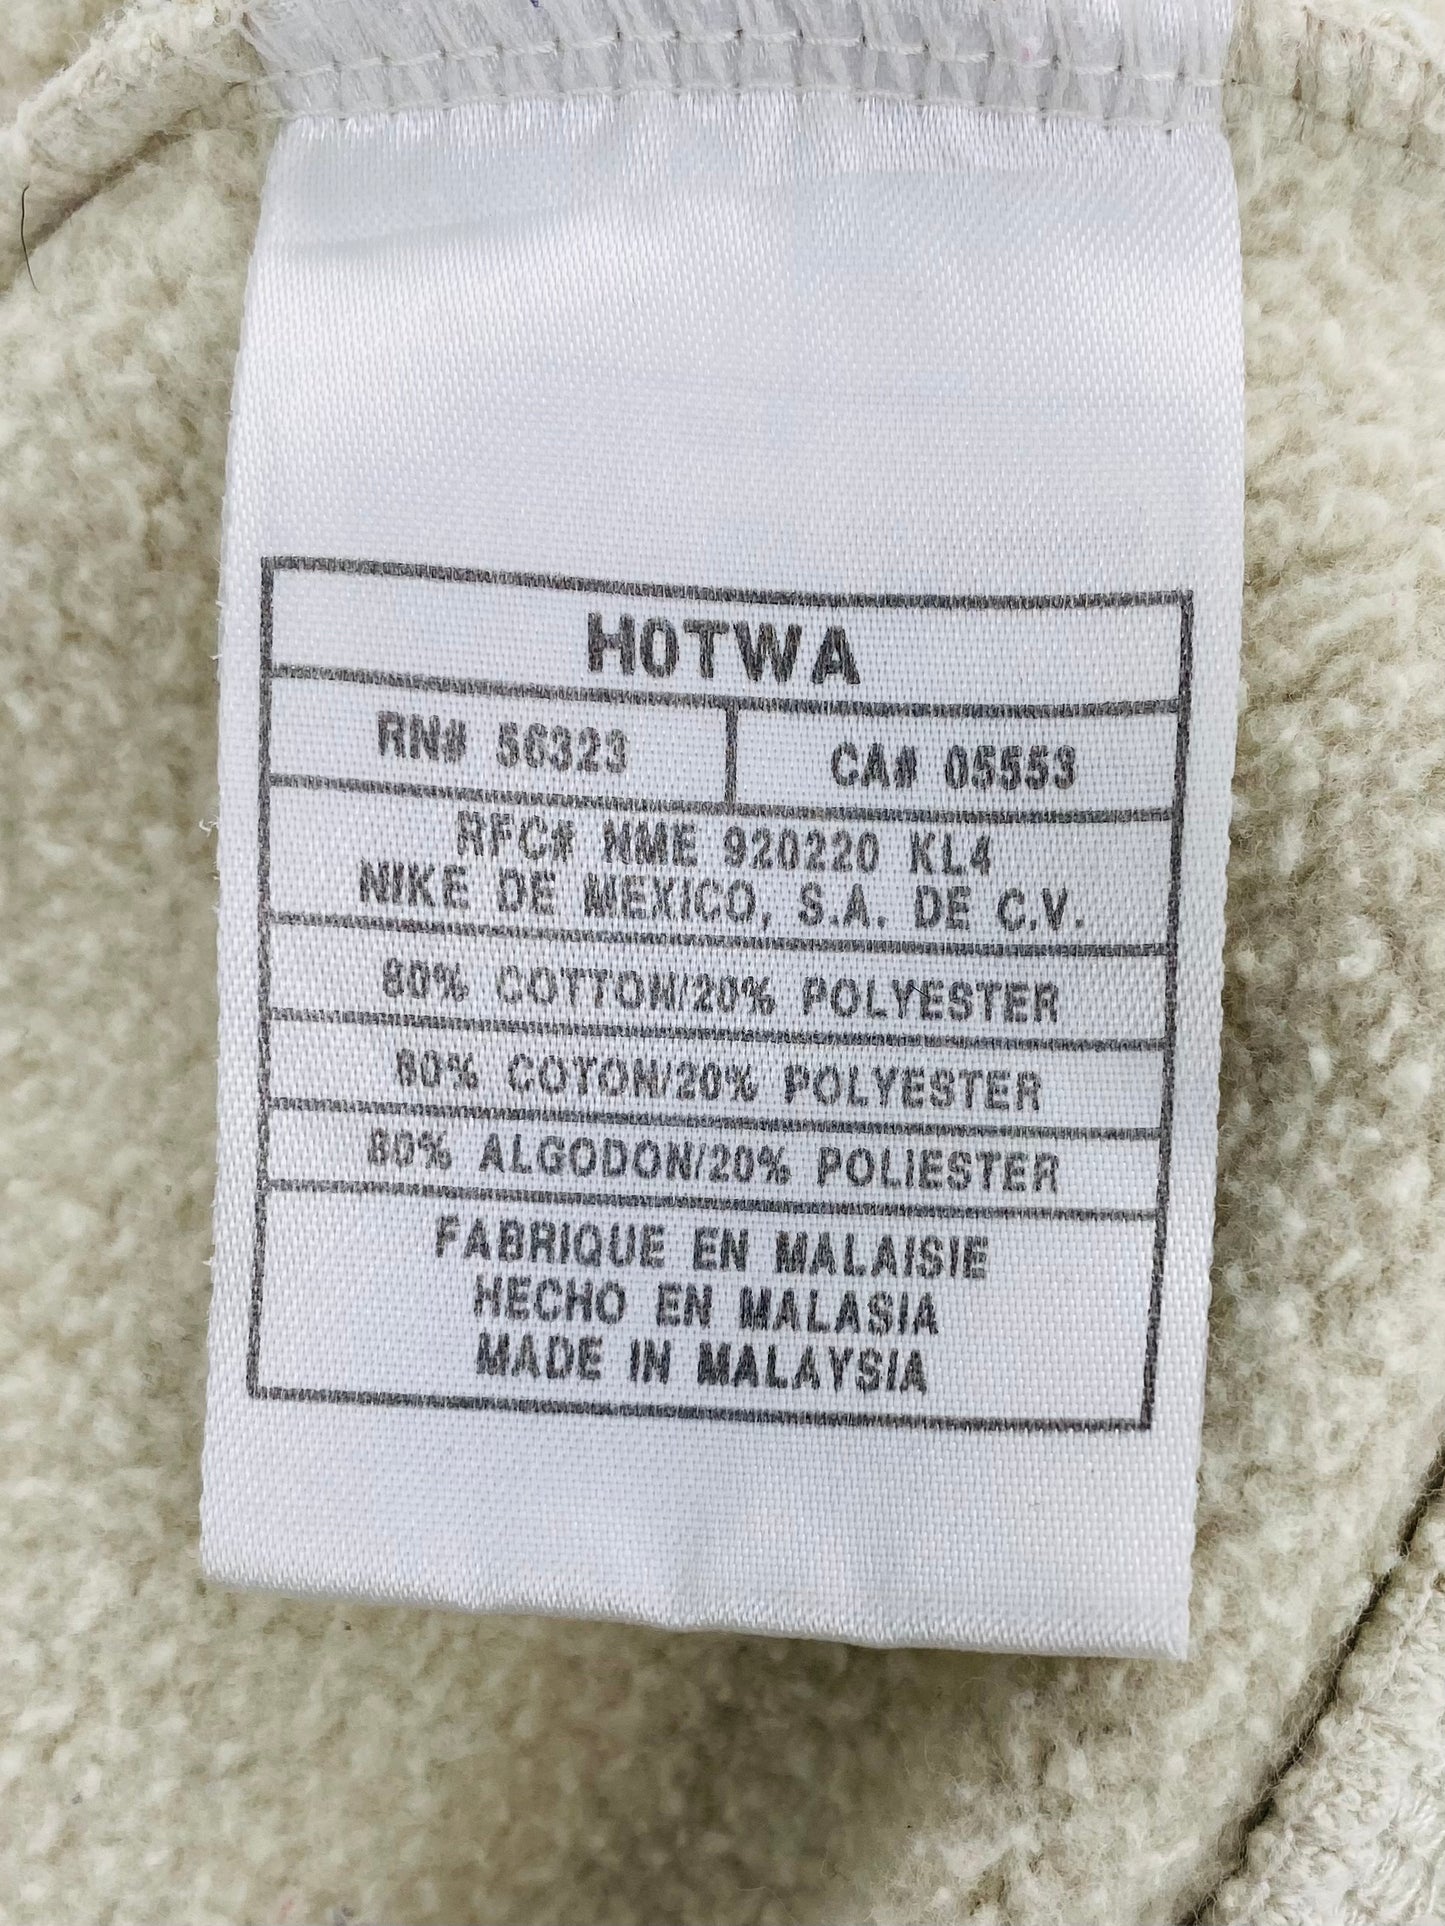 HOTWA
RN# 56323 CA# 05553
RFC# NME 920220 KL4
NIKE DE MEXICO, S.A. DE C.V.
80% COTTON/20% POLYESTER
80% COTON/20% POLYESTER
80% ALGODON/20% POLIESTER
FABRIQUE EN MALAISIE
HECHO EN MALASIA
MADE IN MALAYSIA